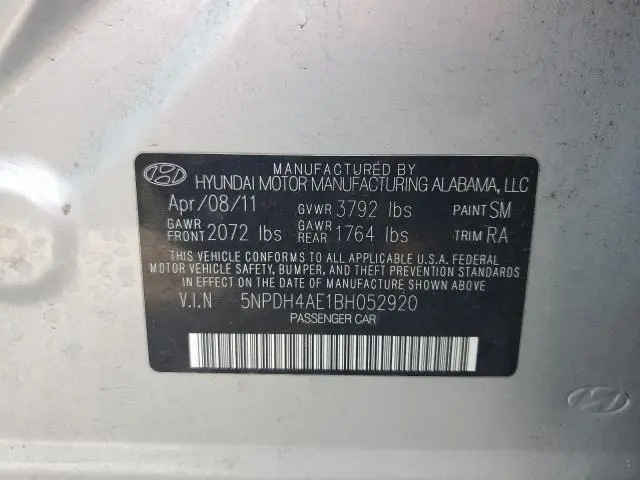 MANUFACTURED BY
HYUNDAI MOTOR MANUFACTURING ALABAMA, LLC
Apr/08/11 GVWR 3792 lbs PAINT SM
GAWR FRONT 2072 lbs GAWR REAR 1764 lbs TRIM RA
THIS VEHICLE CONFORMS TO ALL APPLICABLE U.S.A. FEDERAL
MOTOR VEHICLE SAFETY, BUMPER, AND THEFT PREVENTION STANDARDS
IN EFFECT ON THE DATE OF MANUFACTURE SHOWN ABOVE
V.I.N 5NPDH4AE1BH052920
PASSENGER CAR